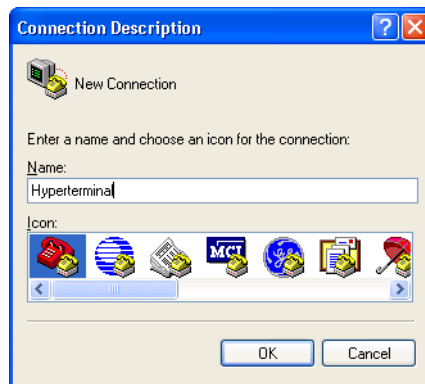 Connection Description
New Connection
Enter a name and choose an icon for the connection:
Name:
Hyperterminal
Icon:
MCI
OK
Cancel